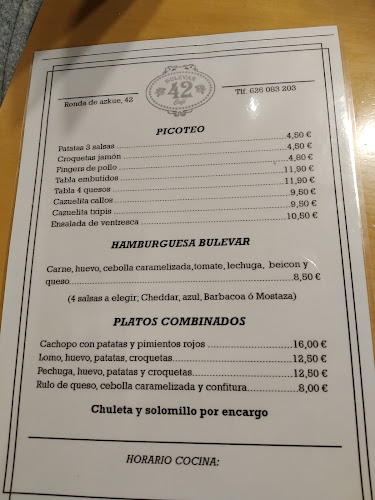 BULEVAR
42
Café
Ronda de azkue, 42
Tlf. 626 083 203
PICOTEO
Patatas 3 salsas 4,50 €
Croquetas jamón 4,50 €
Fingers de pollo 4,80 €
Tabla embutidos 11,90 €
Tabla 4 quesos 11,90 €
Cazuelita callos 9,50 €
Cazuelita txipis 9,50 €
Ensalada de ventresca 10,50 €
HAMBURGUESA BULEVAR
Carne, huevo, cebolla caramelizada,tomate, lechuga, beicon y
queso 8,50 €
(4 salsas a elegir; Cheddar, azul, Barbacoa ó Mostaza)
PLATOS COMBINADOS
Cachopo con patatas y pimientos rojos 16,00 €
Lomo, huevo, patatas, croquetas 12,50 €
Pechuga, huevo, patatas y croquetas 12,50 €
Rulo de queso, cebolla caramelizada y confitura 8,00 €
Chuleta y solomillo por encargo
HORARIO COCINA: